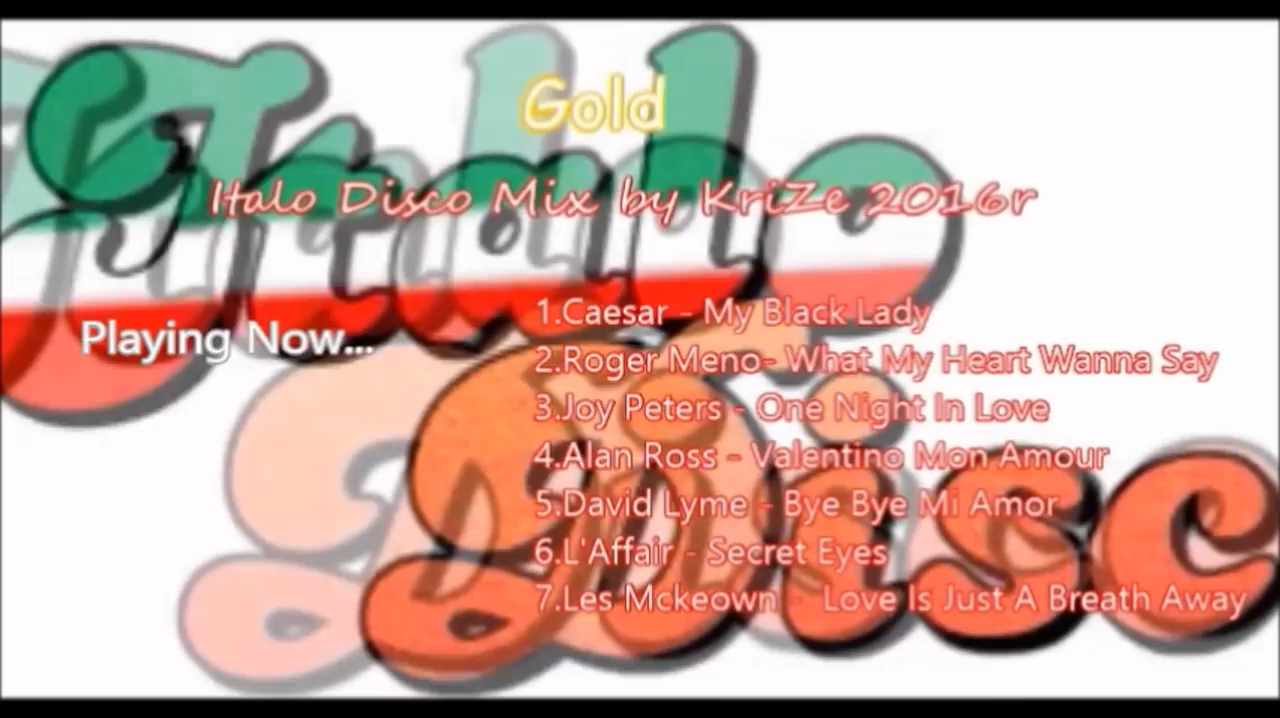 Gold
Italo Disco Mix by KriZe 2016r
Playing Now...
1.Caesar - My Black Lady
2.Roger Meno- What My Heart Wanna Say
3.Joy Peters - One Night In Love
4.Alan Ross - Valentino Mon Amour
5.David Lyme - Bye Bye Mi Amor
6.L'Affair - Secret Eyes
7.Les Mckeown - Love Is Just A Breath Away
Italo
Disc